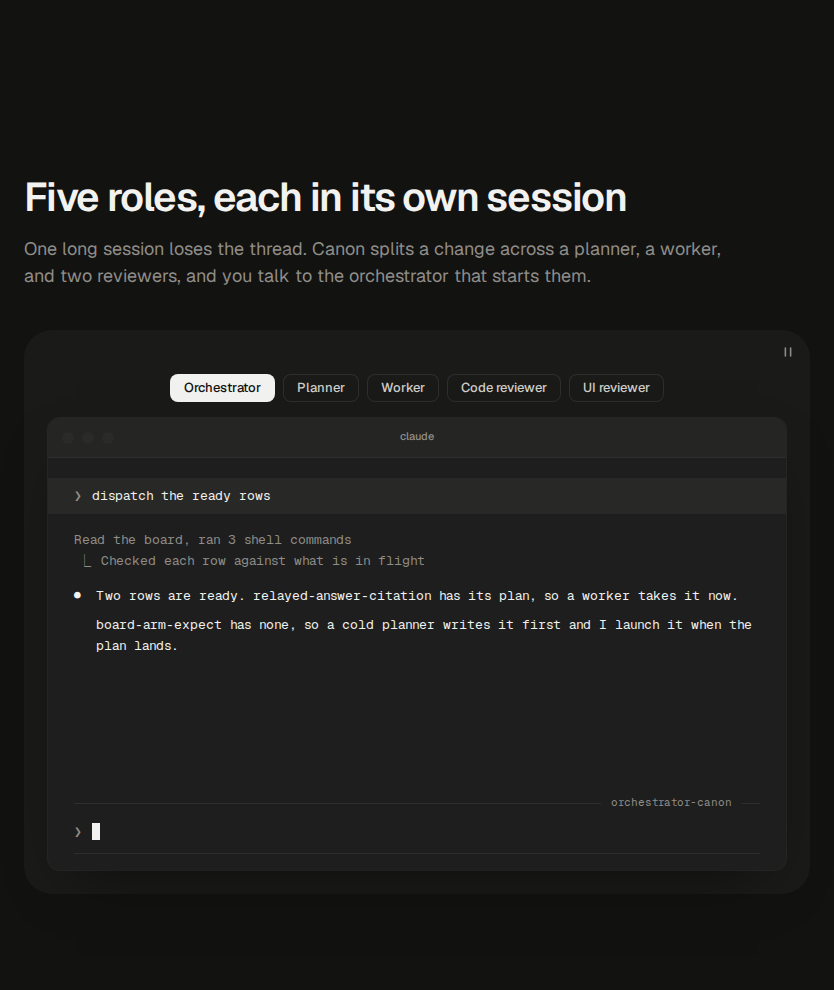 Five roles, each in its own session
One long session loses the thread. Canon splits a change across a planner, a worker,
and two reviewers, and you talk to the orchestrator that starts them.
Orchestrator
Planner
Worker
Code reviewer
UI reviewer
claude
❯ dispatch the ready rows
Read the board, ran 3 shell commands
⎿ Checked each row against what is in flight
● Two rows are ready. relayed-answer-citation has its plan, so a worker takes it now.
board-arm-expect has none, so a cold planner writes it first and I launch it when the
plan lands.
orchestrator-canon
❯